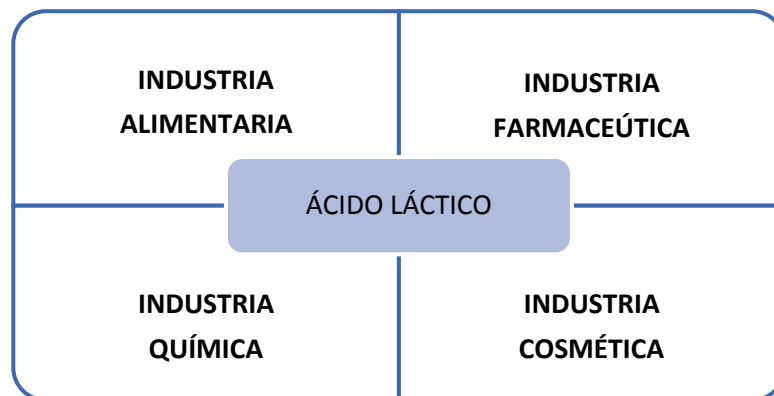 INDUSTRIA
ALIMENTARIA
INDUSTRIA
FARMACEÚTICA
ÁCIDO LÁCTICO
INDUSTRIA
QUÍMICA
INDUSTRIA
COSMÉTICA